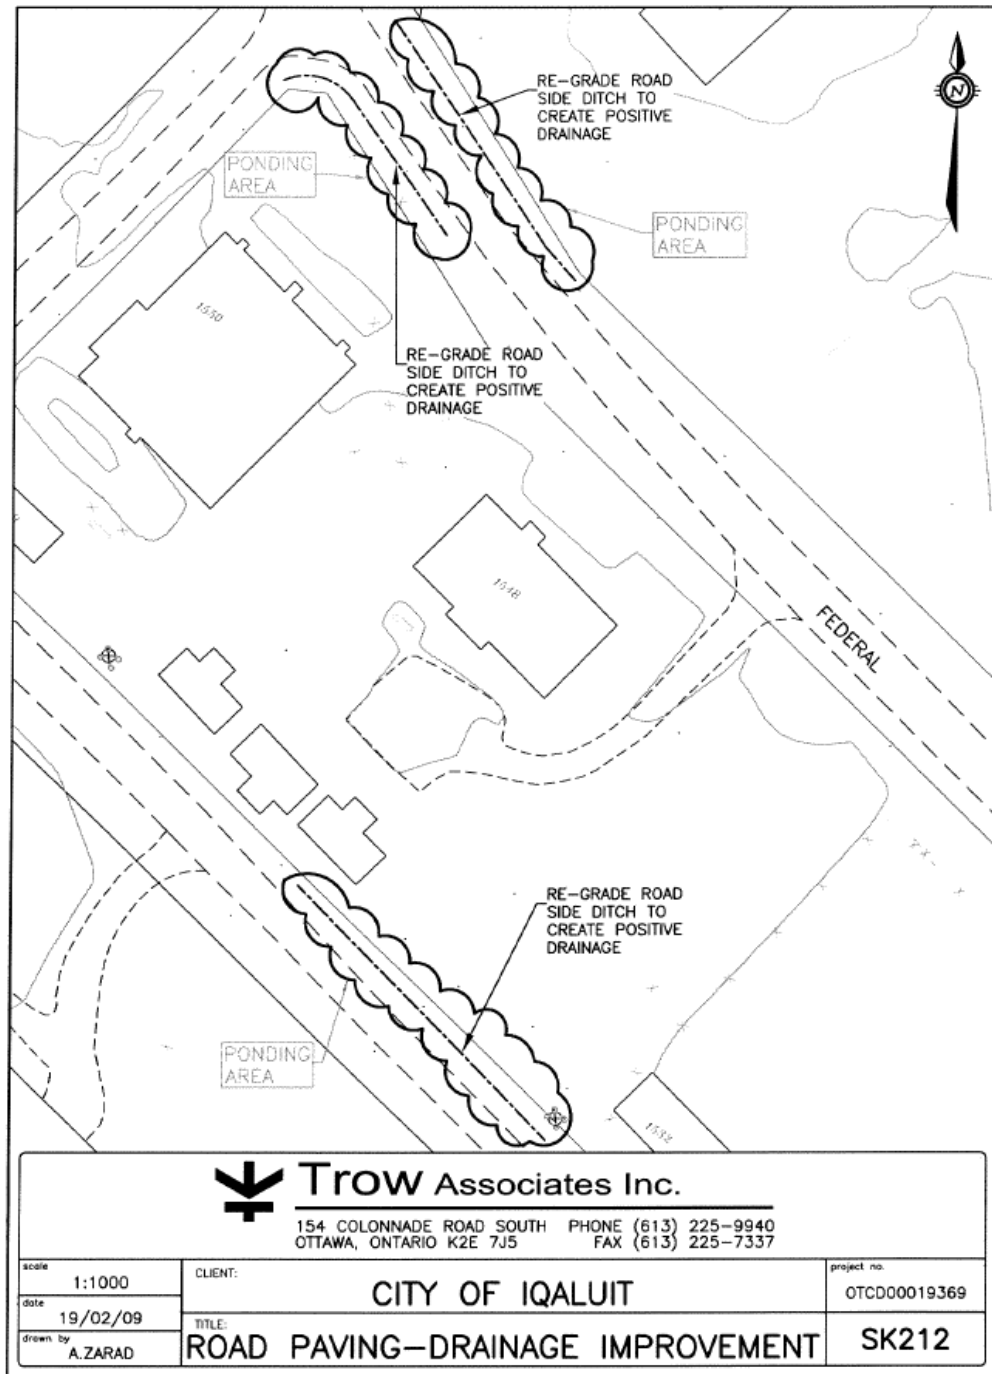 RE-GRADE ROAD
SIDE DITCH TO
CREATE POSITIVE
DRAINAGE
N
PONDING
AREA
PONDING
AREA
1650
RE-GRADE ROAD
SIDE DITCH TO
CREATE POSITIVE
DRAINAGE
1648
FEDERAL
RE-GRADE ROAD
SIDE DITCH TO
CREATE POSITIVE
DRAINAGE
PONDING
AREA
1532
Trow Associates Inc.
154 COLONNADE ROAD SOUTH PHONE (613) 225-9940
OTTAWA, ONTARIO K2E 7J5 FAX (613) 225-7337
scale
1:1000
date
19/02/09
drawn by
A.ZARAD
CLIENT:
CITY OF IQALUIT
TITLE:
ROAD PAVING-DRAINAGE IMPROVEMENT
project no.
OTCD00019369
SK212